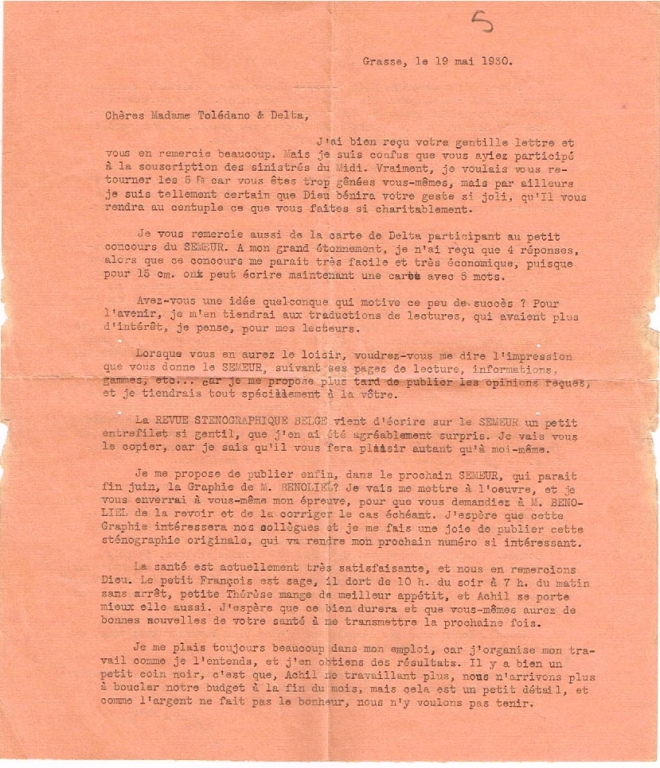 5
Grasse, le 19 mai 1930.
Chères Madame Tolédano & Delta,
J'ai bien reçu votre gentille lettre et
vous en remercie beaucoup. Mais je suis confus que vous ayiez participé
à la souscription des sinistrés du Midi. Vraiment, je voulais vous re-
tourner les 5 Fr car vous êtes trop gênées vous-mêmes, mais par ailleurs
je suis tellement certain que Dieu bénira votre geste si joli, qu'Il vous
rendra au centuple ce que vous faites si charitablement.
Je vous remercie aussi de la carte de Delta participant au petit
concours du SEMEUR. A mon grand étonnement, je n'ai reçu que 4 réponses,
alors que ce concours me parait très facile et très économique, puisque
pour 15 cm. on peut écrire maintenant une carte avec 5 mots.
Avez-vous une idée quelconque qui motive ce peu de succès ? Pour
l'avenir, je m'en tiendrai aux traductions de lectures, qui avaient plus
d'intérêt, je pense, pour mes lecteurs.
Lorsque vous en aurez le loisir, voudrez-vous me dire l'impression
que vous donne le SEMEUR, suivant ses pages de lecture, informations,
gammes, etc... car je me propose plus tard de publier les opinions reçues,
et je tiendrais tout spécialement à la vôtre.
La REVUE STENOGRAPHIQUE BELGE vient d'écrire sur le SEMEUR un petit
entrefilet si gentil, que j'en ai été agréablement surpris. Je vais vous
le copier, car je sais qu'il vous fera plaisir autant qu'à moi-même.
Je me propose de publier enfin, dans le prochain SEMEUR, qui parait
fin juin, la Graphie de M. BENOLIEL? Je vais me mettre à l'oeuvre, et je
vous enverrai à vous-même mon épreuve, pour que vous demandiez à M. BENO-
LIEL de la revoir et de la corriger le cas échéant. J'espère que cette
Graphie intéressera nos collègues et je me fais une joie de publier cette
sténographie originale, qui va rendre mon prochain numéro si intéressant.
La santé est actuellement très satisfaisante, et nous en remercions
Dieu. Le petit François est sage, il dort de 10 h. du soir à 7 h. du matin
sans arrêt, petite Thérèse mange de meilleur appétit, et Achil se porte
mieux elle aussi. J'espère que ce bien durera et que vous-mêmes aurez de
bonnes nouvelles de votre santé à me transmettre la prochaine fois.
Je me plais toujours beaucoup dans mon emploi, car j'organise mon tra-
vail comme je l'entends, et j'en obtiens des résultats. Il y a bien un
petit coin noir, c'est que, Achil ne travaillant plus, nous n'arrivons plus
à boucler notre budget à la fin du mois, mais cela est un petit détail, et
comme l'argent ne fait pas le bonheur, nous n'y voulons pas tenir.